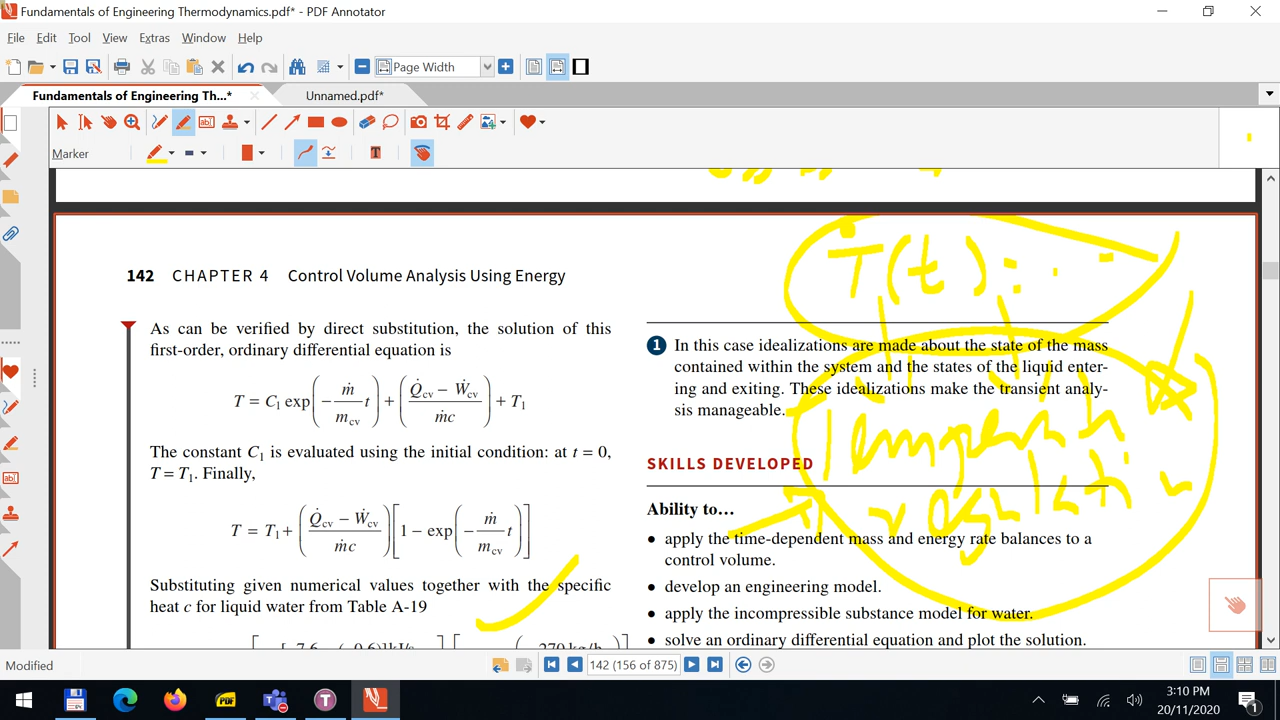 Fundamentals of Engineering Thermodynamics.pdf* - PDF Annotator
File Edit Tool View Extras Window Help
Page Width
Fundamentals of Engineering Th...* Unnamed.pdf*
Marker
T(t) :
142 CHAPTER 4 Control Volume Analysis Using Energy
As can be verified by direct substitution, the solution of this
first-order, ordinary differential equation is
T = C₁ exp(−ṁ/m_cv t) + ((Q̇_cv − Ẇ_cv)/ṁc) + T₁
The constant C₁ is evaluated using the initial condition: at t = 0,
T = T₁. Finally,
T = T₁ + ((Q̇_cv − Ẇ_cv)/ṁc)[1 − exp(−ṁ/m_cv t)]
Substituting given numerical values together with the specific
heat c for liquid water from Table A-19
1 In this case idealizations are made about the state of the mass
contained within the system and the states of the liquid enter-
ing and exiting. These idealizations make the transient analy-
sis manageable.
SKILLS DEVELOPED
regulation
Ability to…
• apply the time-dependent mass and energy rate balances to a
control volume.
• develop an engineering model.
• apply the incompressible substance model for water.
• solve an ordinary differential equation and plot the solution.
Modified
142 (156 of 875)
3:10 PM
20/11/2020